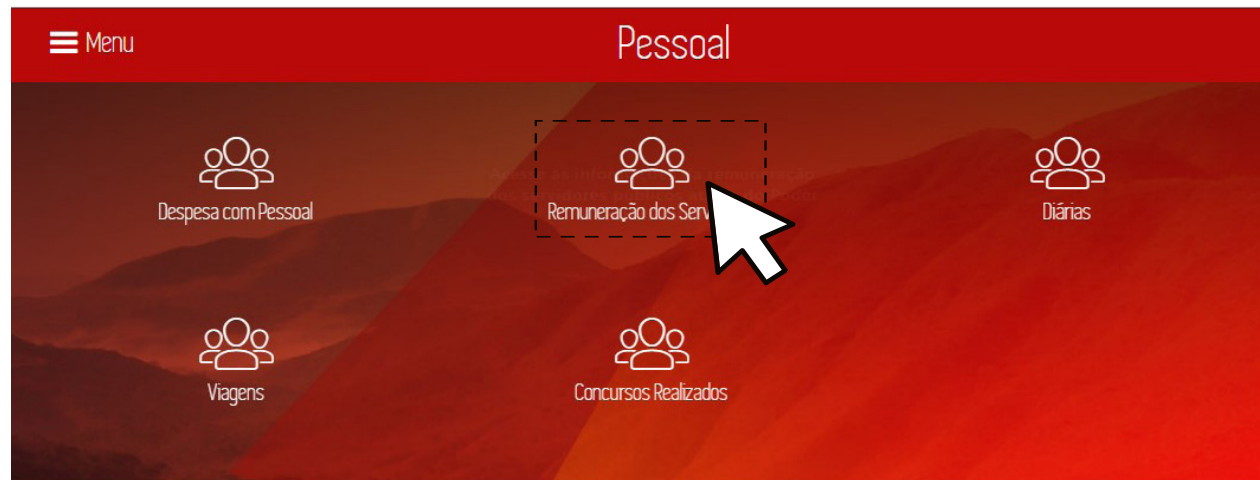 Menu
Pessoal
Despesa com Pessoal
Remuneração dos Serv
Diárias
Viagens
Concursos Realizados